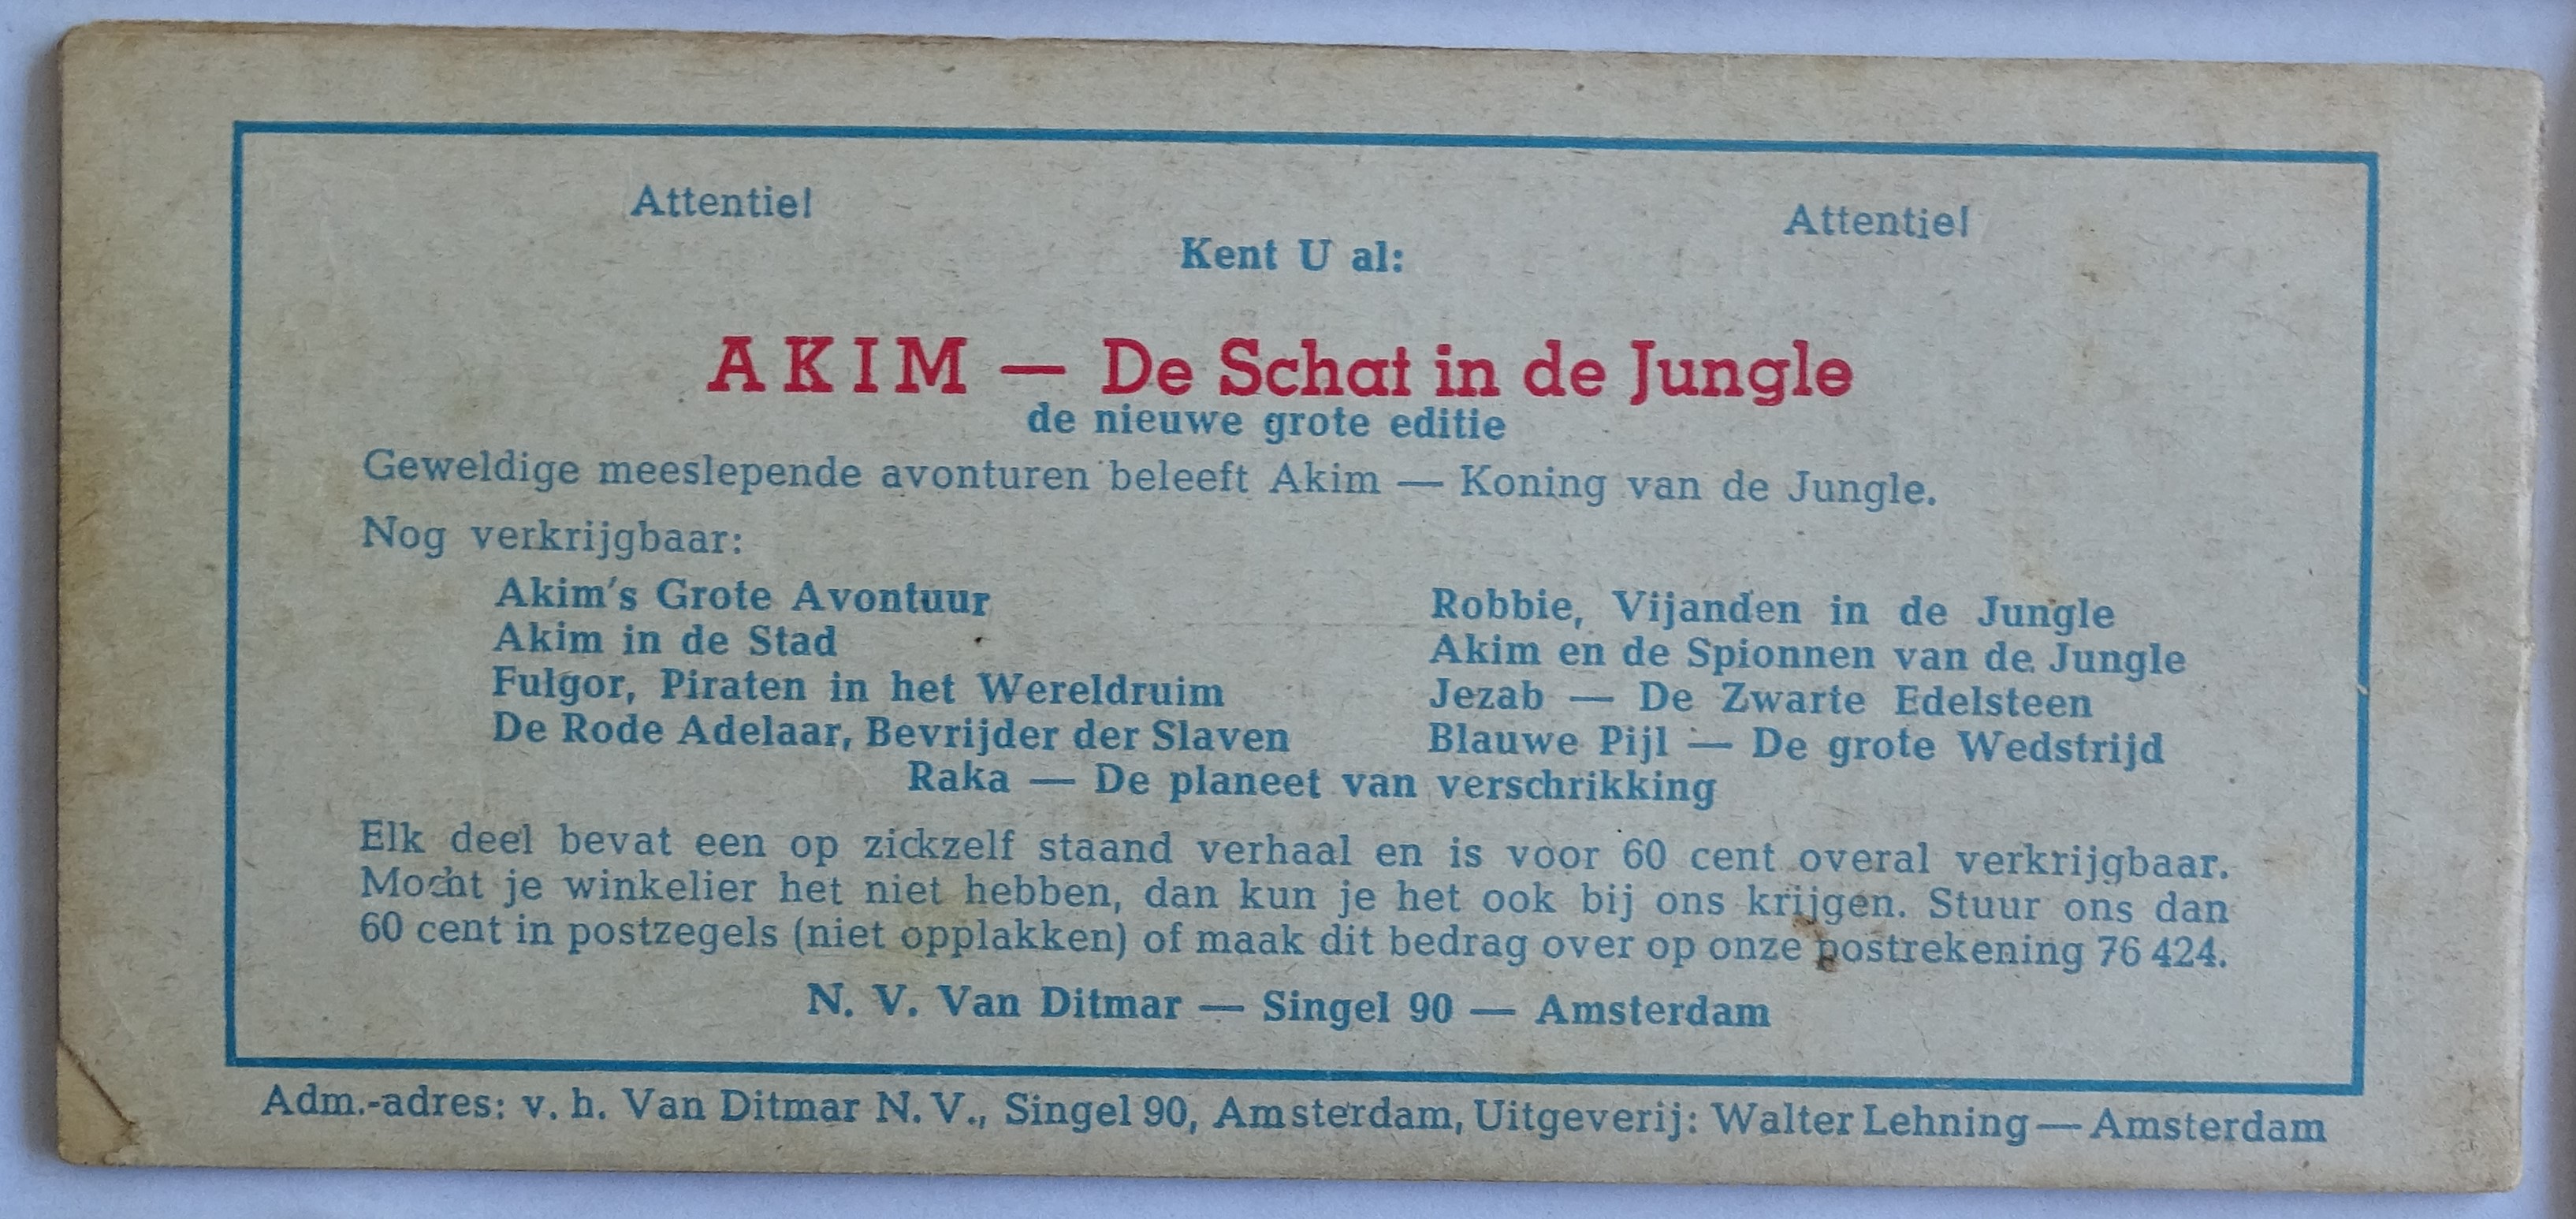 Attentie! Attentie!
Kent U al:
AKIM — De Schat in de Jungle
de nieuwe grote editie
Geweldige meeslepende avonturen beleeft Akim — Koning van de Jungle.
Nog verkrijgbaar:
Akim's Grote Avontuur
Akim in de Stad
Fulgor, Piraten in het Wereldruim
De Rode Adelaar, Bevrijder der Slaven
Robbie, Vijanden in de Jungle
Akim en de Spionnen van de Jungle
Jezab — De Zwarte Edelsteen
Blauwe Pijl — De grote Wedstrijd
Raka — De planeet van verschrikking
Elk deel bevat een op zickzelf staand verhaal en is voor 60 cent overal verkrijgbaar.
Mocht je winkelier het niet hebben, dan kun je het ook bij ons krijgen. Stuur ons dan
60 cent in postzegels (niet opplakken) of maak dit bedrag over op onze postrekening 76 424.
N. V. Van Ditmar — Singel 90 — Amsterdam
Adm.-adres: v. h. Van Ditmar N. V., Singel 90, Amsterdam, Uitgeverij: Walter Lehning — Amsterdam